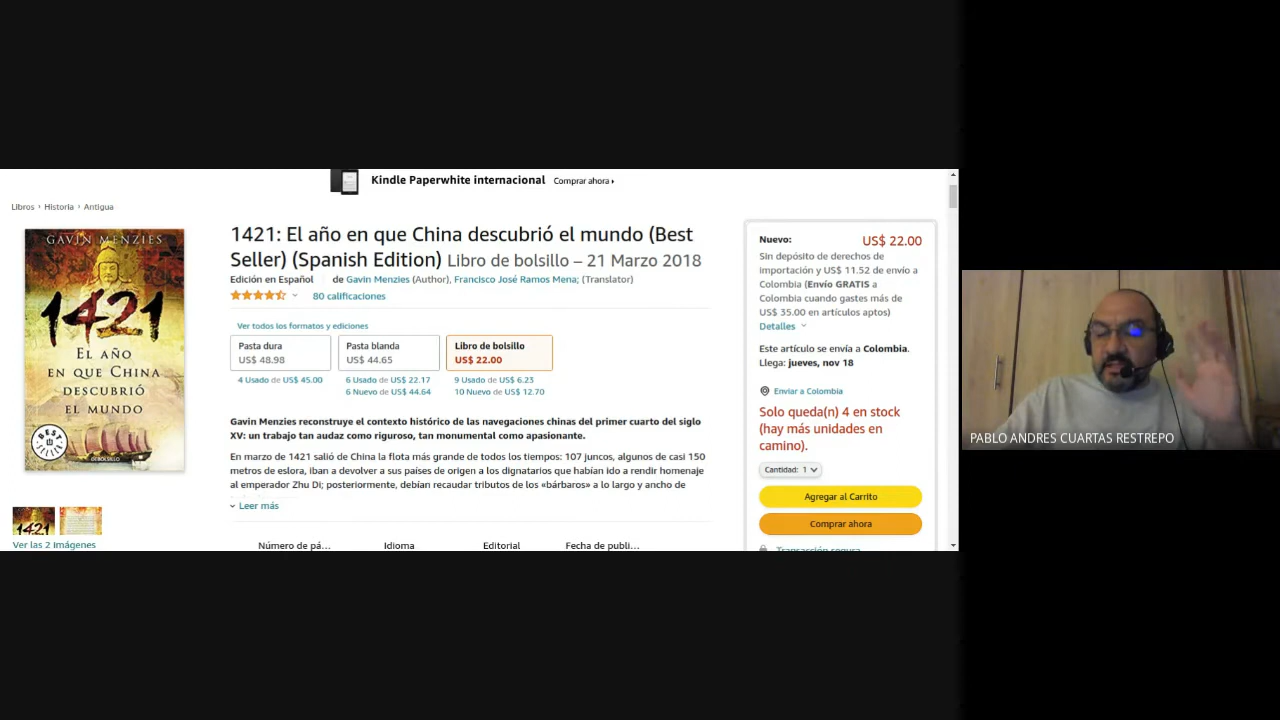 Kindle Paperwhite internacional Comprar ahora
Libros › Historia › Antigua
GAVIN MENZIES
1421
EL AÑO
EN QUE CHINA
DESCUBRIÓ
EL MUNDO
BEST
SELLER
DEBOLSILLO
1421
Ver las 2 imágenes
1421: El año en que China descubrió el mundo (Best
Seller) (Spanish Edition) Libro de bolsillo – 21 Marzo 2018
Edición en Español de Gavin Menzies (Author), Francisco José Ramos Mena; (Translator)
80 calificaciones
Ver todos los formatos y ediciones
Pasta dura
US$ 48.98
4 Usado de US$ 45.00
Pasta blanda
US$ 44.65
6 Usado de US$ 22.17
6 Nuevo de US$ 44.64
Libro de bolsillo
US$ 22.00
9 Usado de US$ 6.23
10 Nuevo de US$ 12.70
Gavin Menzies reconstruye el contexto histórico de las navegaciones chinas del primer cuarto del siglo
XV: un trabajo tan audaz como riguroso, tan monumental como apasionante.
En marzo de 1421 salió de China la flota más grande de todos los tiempos: 107 juncos, algunos de casi 150
metros de eslora, iban a devolver a sus países de origen a los dignatarios que habían ido a rendir homenaje
al emperador Zhu Di; posteriormente, debían recaudar tributos de los «bárbaros» a lo largo y ancho de
Leer más
Número de pá... Idioma Editorial Fecha de publi...
Nuevo: US$ 22.00
Sin depósito de derechos de
importación y US$ 11.52 de envío a
Colombia (Envío GRATIS a
Colombia cuando gastes más de
US$ 35.00 en artículos aptos)
Detalles
Este artículo se envía a Colombia.
Llega: jueves, nov 18
Enviar a Colombia
Solo queda(n) 4 en stock
(hay más unidades en
camino).
Cantidad: 1
Agregar al Carrito
Comprar ahora
Transacción segura
PABLO ANDRES CUARTAS RESTREPO